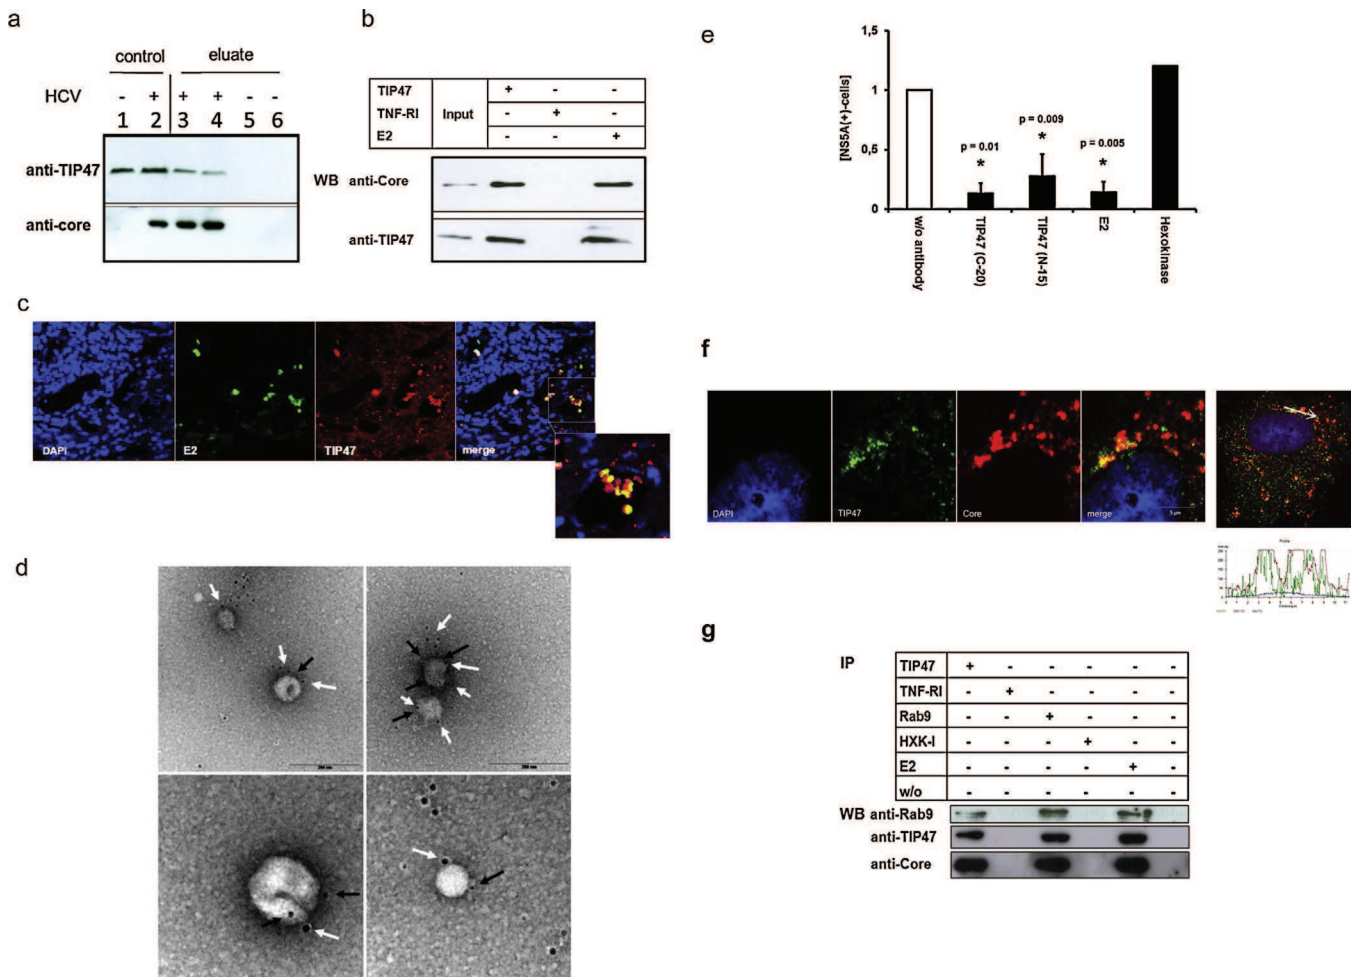 a
control eluate
HCV - + + + - -
1 2 3 4 5 6
anti-TIP47
anti-core
b
TIP47 Input + - -
TNF-RI - + -
E2 - - +
WB anti-Core
anti-TIP47
c
DAPI E2 TIP47 merge
d
e
[NS5A(+)-cells]
1,5
1
0,5
0
p = 0.01
p = 0.009
p = 0.005
* * *
w/o antibody
TIP47 (C-20)
TIP47 (N-15)
E2
Hexokinase
f
DAPI TIP47 Core merge
5 µm
g
IP TIP47 + - - - - -
TNF-RI - + - - - -
Rab9 - - + - - -
HXK-I - - - + - -
E2 - - - - + -
w/o - - - - - -
WB anti-Rab9
anti-TIP47
anti-Core